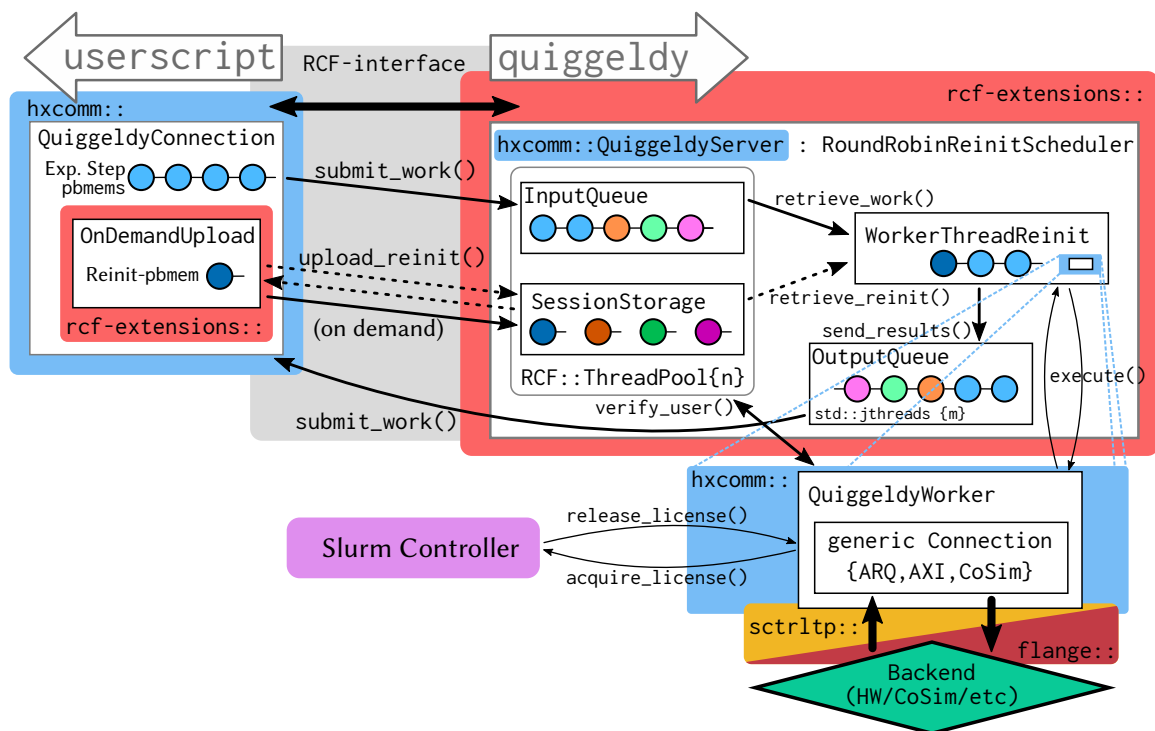 userscript
RCF-interface
quiggeldy
hxcomm::
rcf-extensions::
QuiggeldyConnection
Exp. Step
pbmems
submit_work()
hxcomm::QuiggeldyServer : RoundRobinReinitScheduler
InputQueue
retrieve_work()
OnDemandUpload
Reinit-pbmem
rcf-extensions::
upload_reinit()
(on demand)
WorkerThreadReinit
SessionStorage
retrieve_reinit()
send_results()
RCF::ThreadPool{n}
OutputQueue
std::jthreads {m}
execute()
submit_work()
verify_user()
hxcomm::
QuiggeldyWorker
Slurm Controller
release_license()
acquire_license()
generic Connection
{ARQ,AXI,CoSim}
sctrltp::
flange::
Backend
(HW/CoSim/etc)